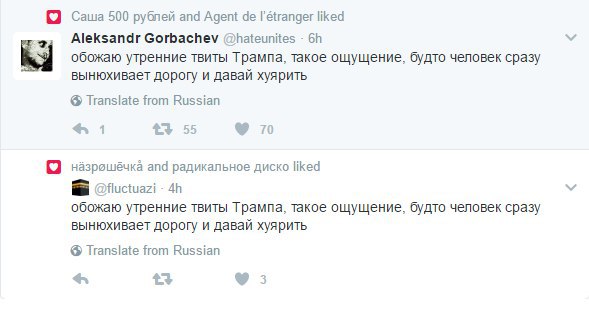 Саша 500 рублей and Agent de l'étranger liked
Aleksandr Gorbachev @hateunites · 6h
обожаю утренние твиты Трампа, такое ощущение, будто человек сразу
вынюхивает дорогу и давай хуярить
Translate from Russian
1 55 70
нäзрøшēчкå and радикальное диско liked
@fluctuazi · 4h
обожаю утренние твиты Трампа, такое ощущение, будто человек сразу
вынюхивает дорогу и давай хуярить
Translate from Russian
3